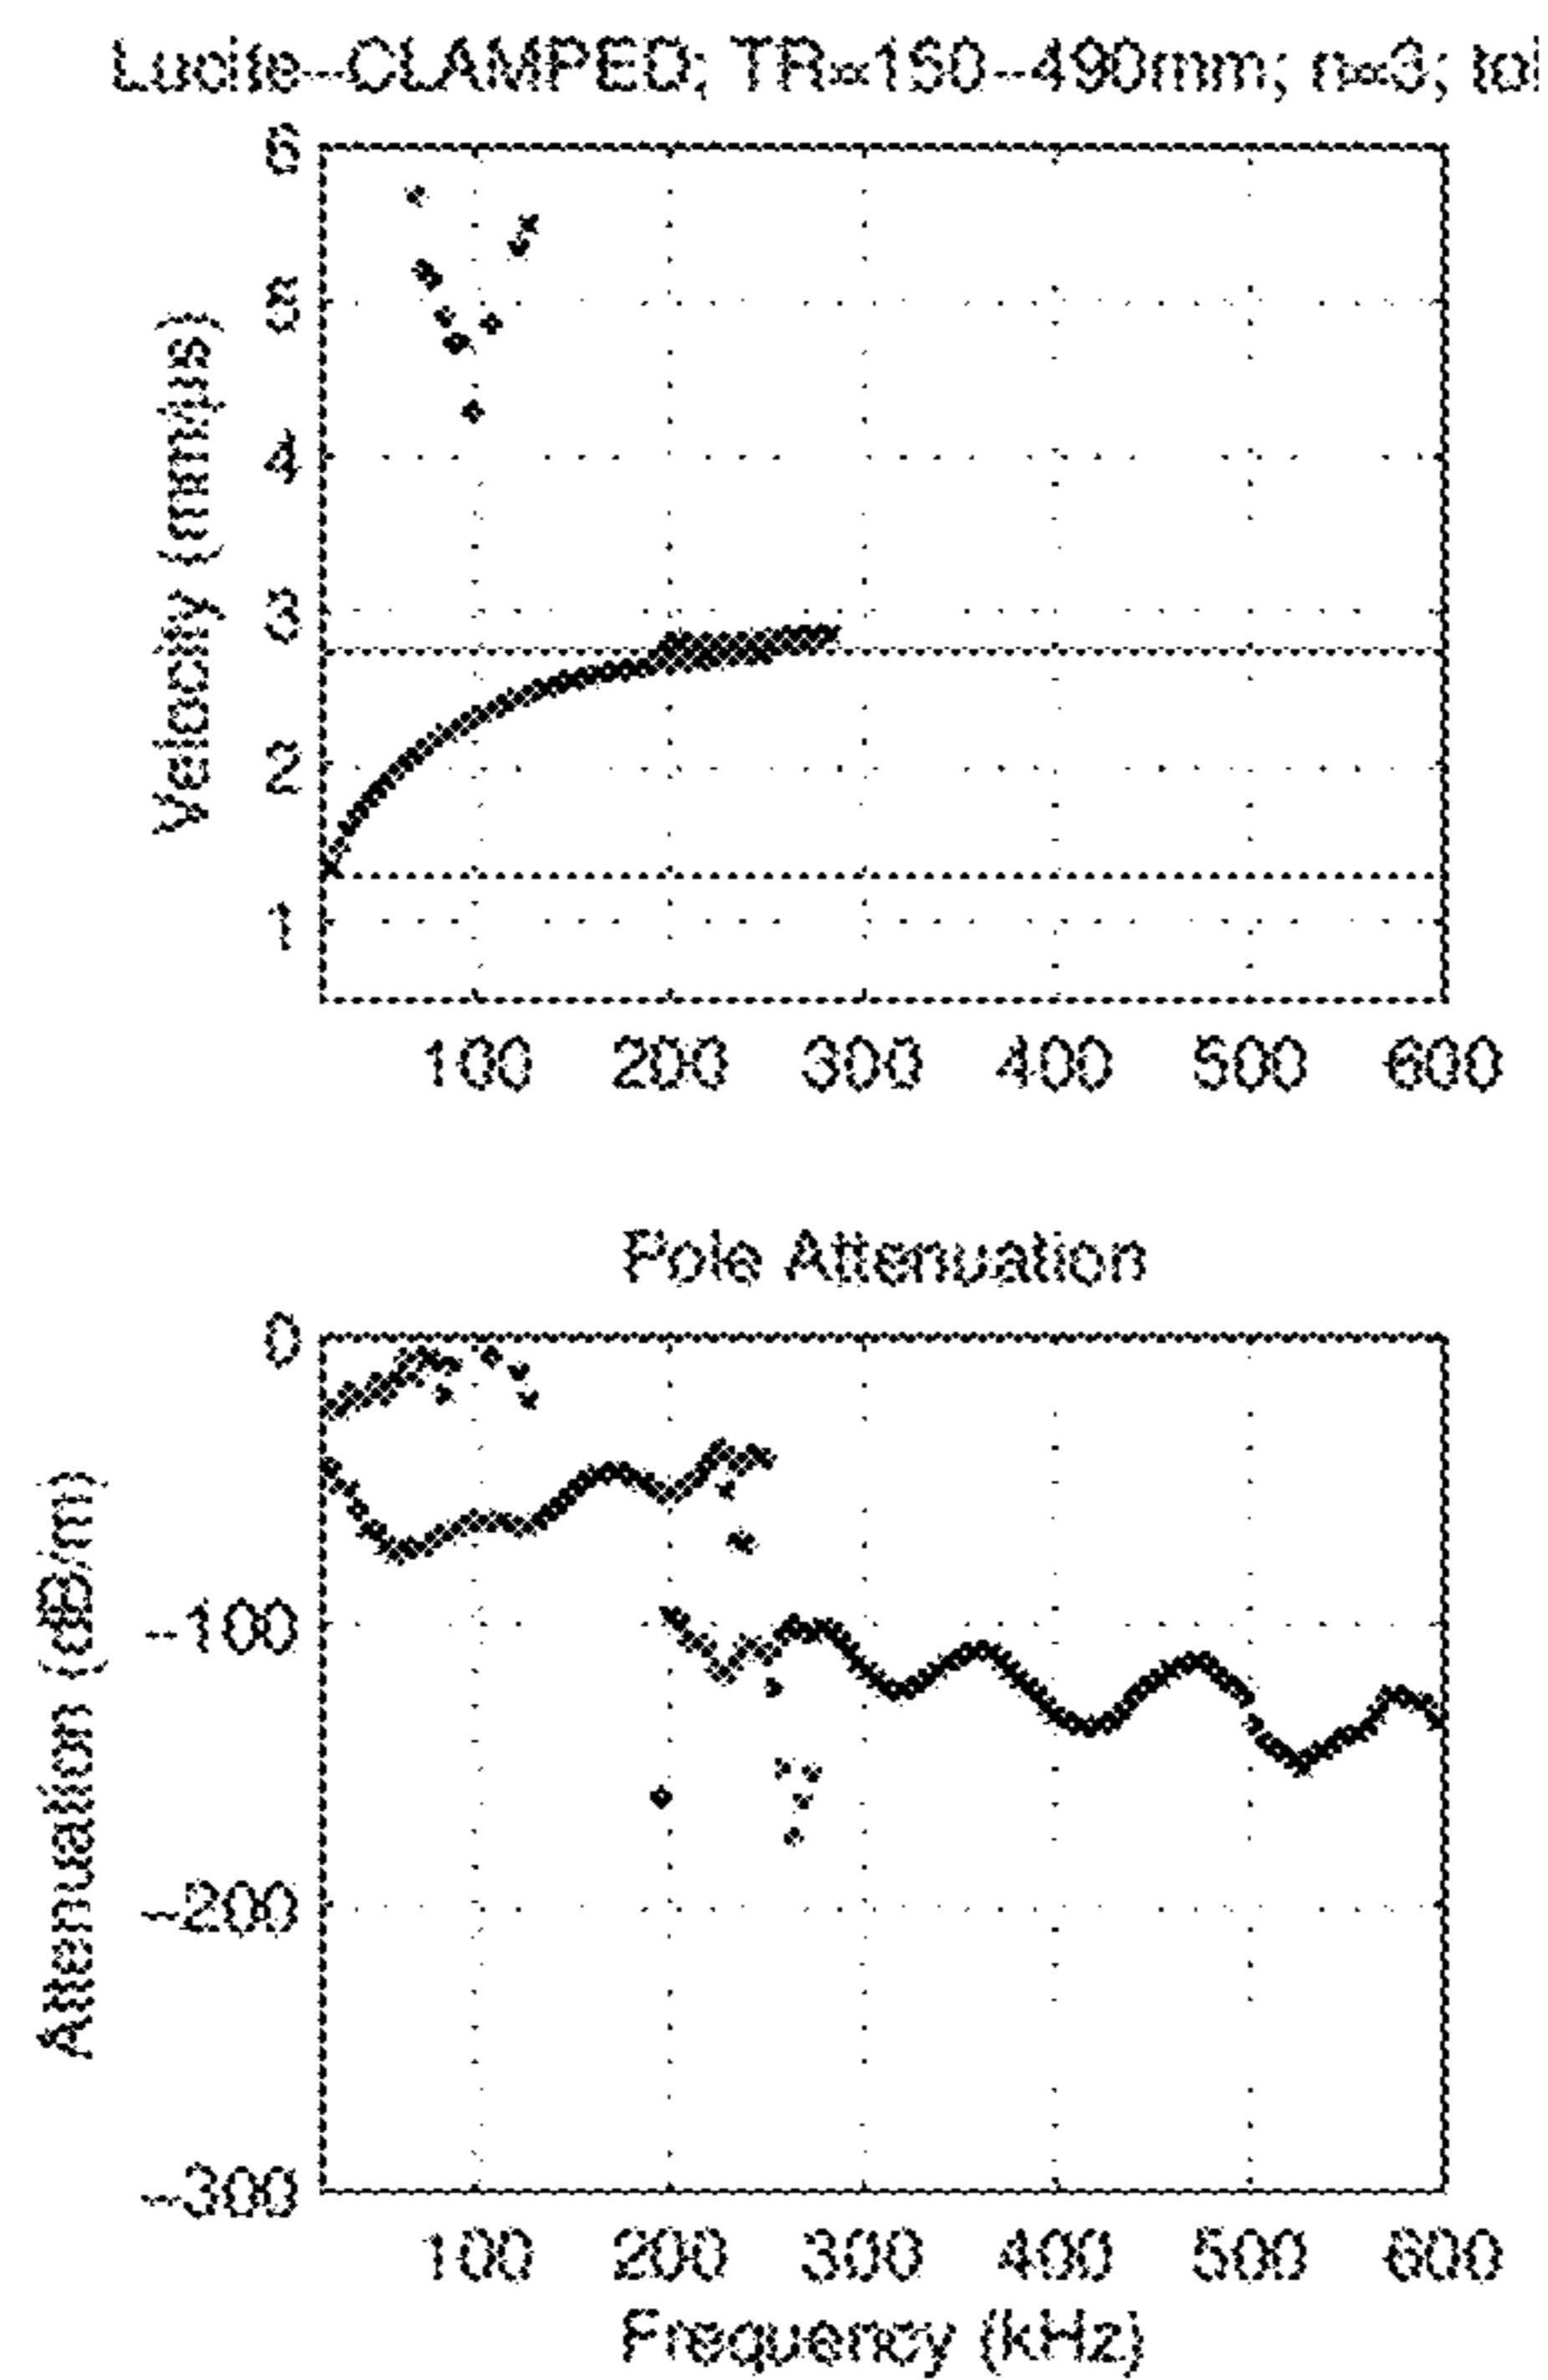 Lucite--CLAMPED; TR=150--490mm; n=3; tol
Velocity (mm/µs)
6
5
4
3
2
1
100 200 300 400 500 600
Pole Attenuation
Attenuation (dB/m)
0
--100
--200
--300
100 200 300 400 500 600
Frequency (kHz)